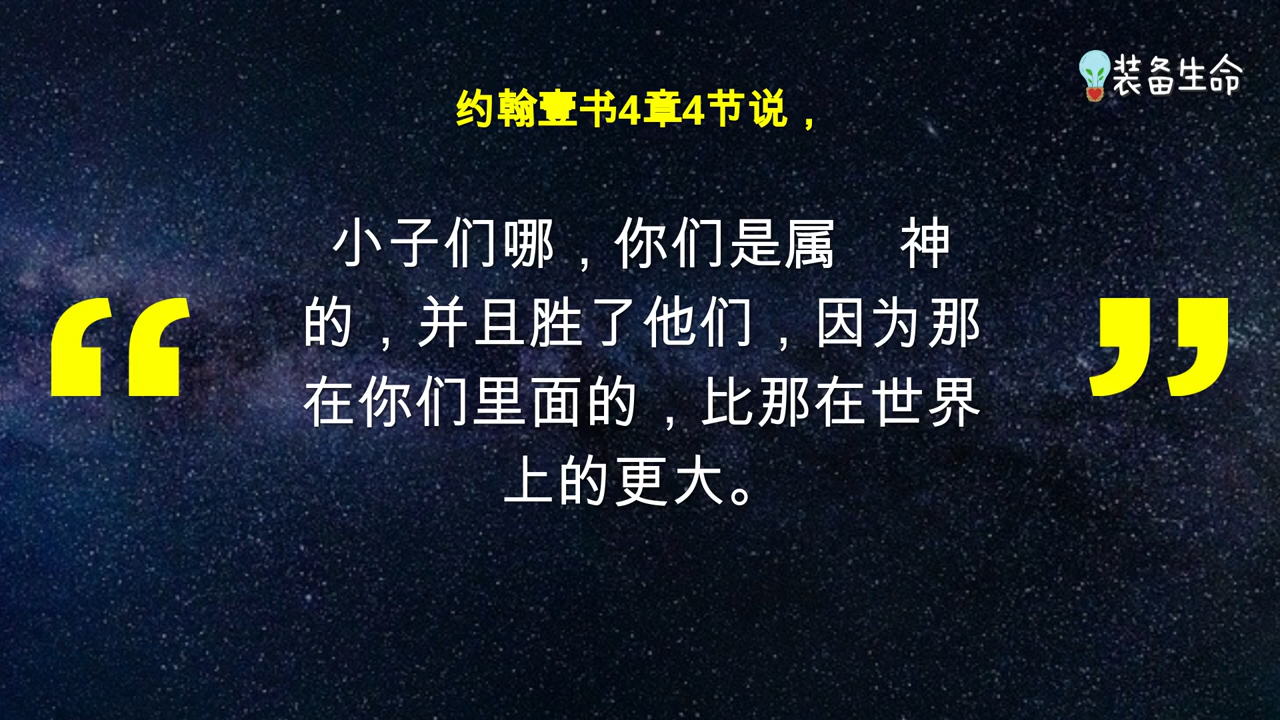 装备生命
约翰壹书4章4节说，
“
小子们哪，你们是属　神
的，并且胜了他们，因为那
在你们里面的，比那在世界
上的更大。
”